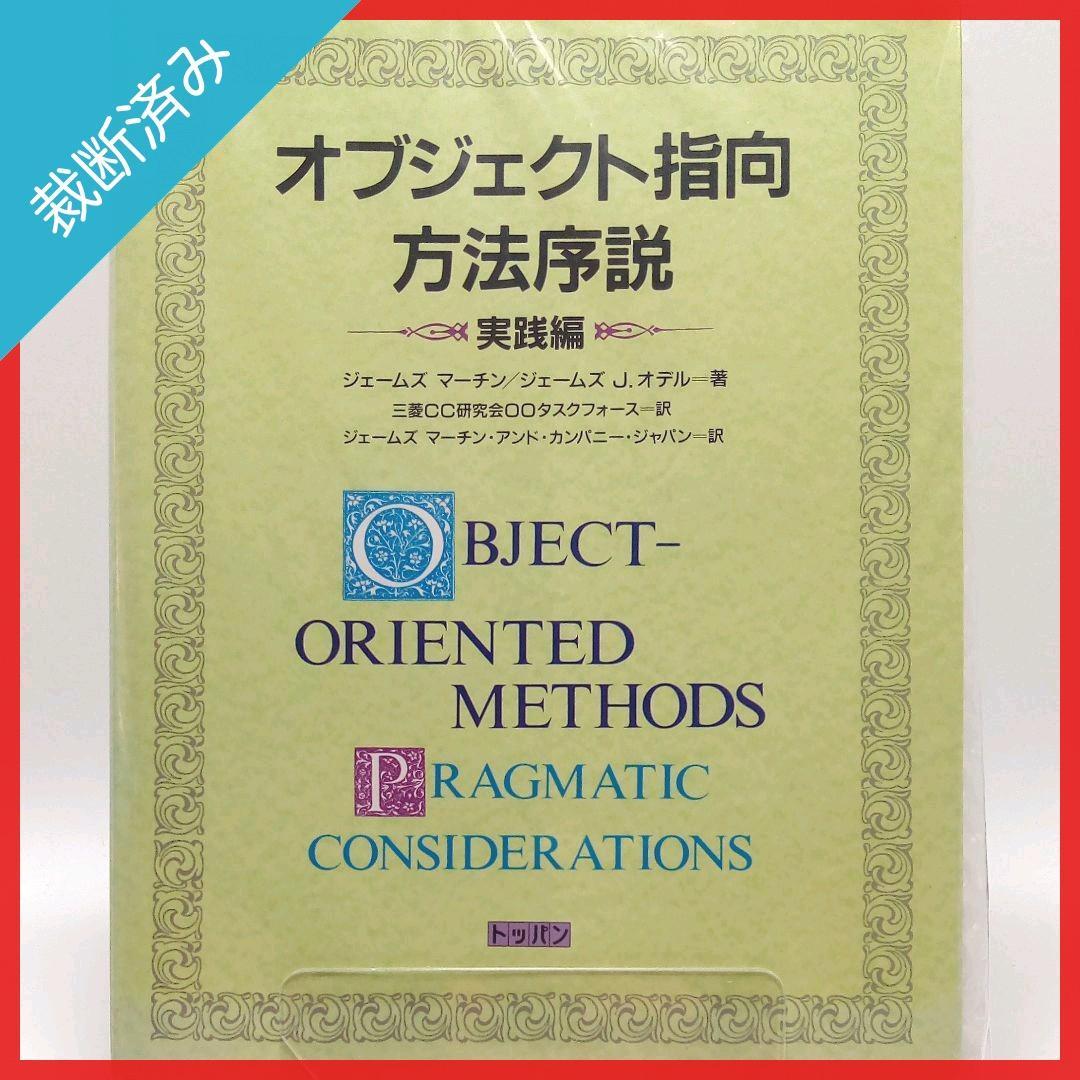 裁断済み
オブジェクト指向
方法序説
実践編
ジェームズ マーチン／ジェームズ J.オデル＝著
三菱CC研究会OOタスクフォース＝訳
ジェームズ マーチン・アンド・カンパニー・ジャパン＝訳
OBJECT-
ORIENTED
METHODS
PRAGMATIC
CONSIDERATIONS
トッパン